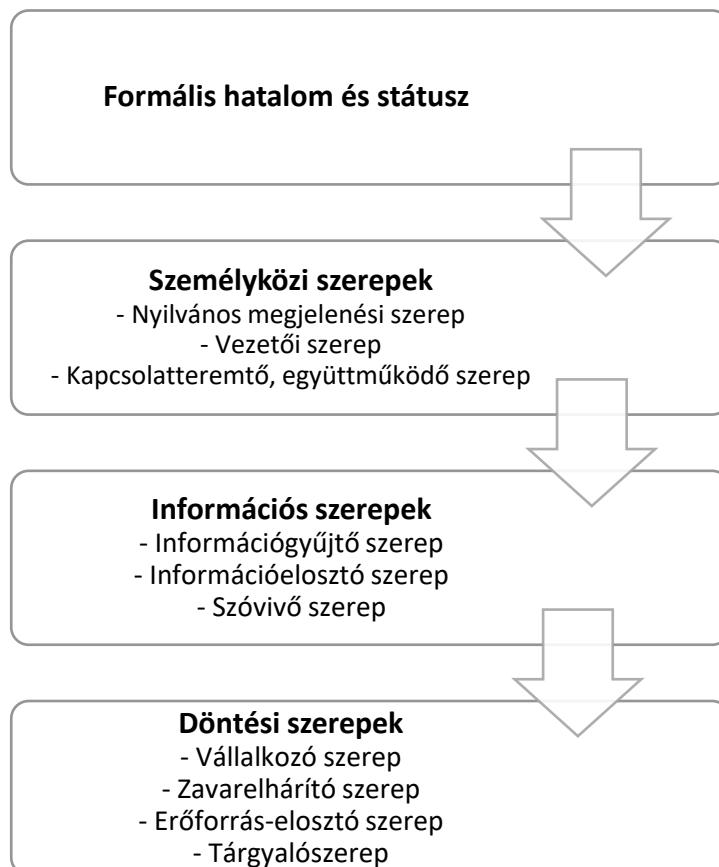 Formális hatalom és státusz
Személyközi szerepek
- Nyilvános megjelenési szerep
- Vezetői szerep
- Kapcsolatteremtő, együttműködő szerep
Információs szerepek
- Információgyűjtő szerep
- Információelosztó szerep
- Szóvivő szerep
Döntési szerepek
- Vállalkozó szerep
- Zavarelhárító szerep
- Erőforrás-elosztó szerep
- Tárgyalószerep